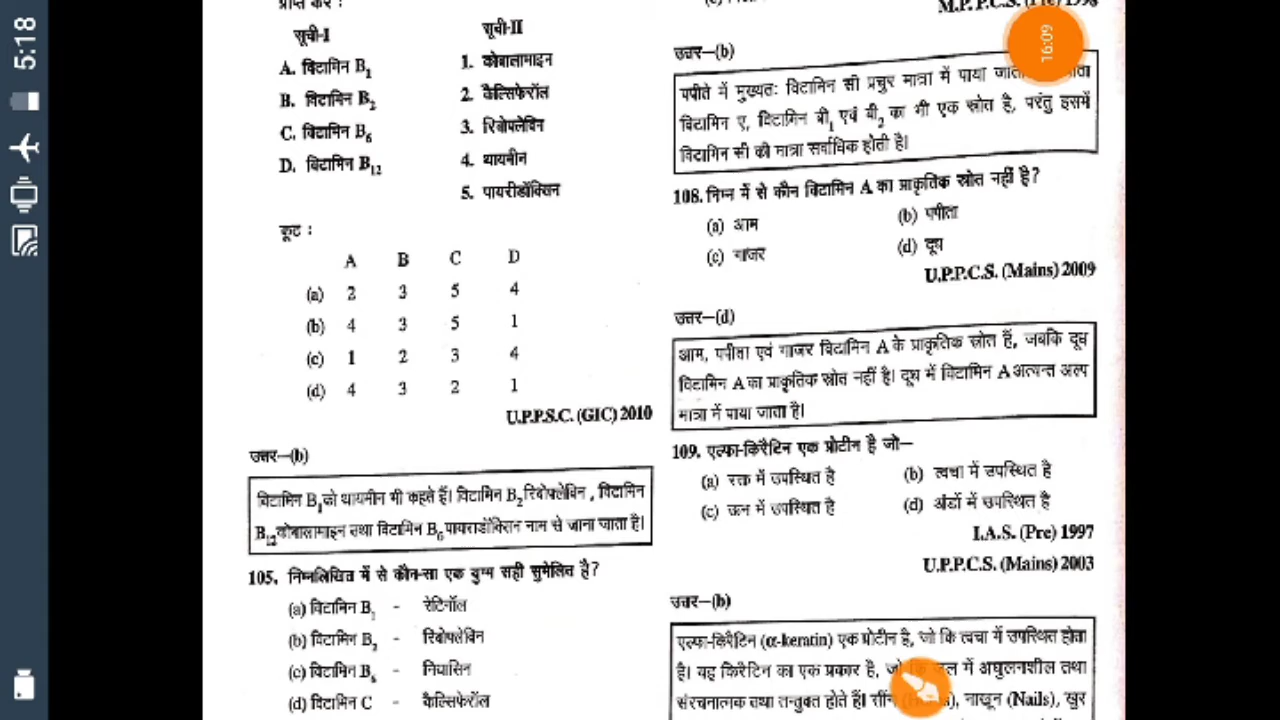 5:18
प्राप्त करें :
सूची-I
सूची-II
A. विटामिन B1
1. कोबालामाइन
B. विटामिन B2
2. कैल्सिफेरॉल
C. विटामिन B6
3. रिबोफ्लेविन
D. विटामिन B12
4. थायमीन
5. पायरीडॉक्सिन
कूट :
A B C D
(a) 2 3 5 4
(b) 4 3 5 1
(c) 1 2 3 4
(d) 4 3 2 1
U.P.P.S.C. (GIC) 2010
उत्तर–(b)
विटामिन B1 को थायमीन भी कहते हैं। विटामिन B2 रिबोफ्लेविन, विटामिन
B12 कोबालामाइन तथा विटामिन B6 पायराडॉक्सिन नाम से जाना जाता है।
105. निम्नलिखित में से कौन-सा एक युग्म सही सुमेलित है?
(a) विटामिन B1 - रेटिनॉल
(b) विटामिन B2 - रिबोफ्लेविन
(c) विटामिन B6 - नियासिन
(d) विटामिन C - कैल्सिफेरॉल
M.P. P.C.S. (Pre) 1998
16:09
उत्तर–(b)
पपीते में मुख्यतः विटामिन सी प्रचुर मात्रा में पाया
विटामिन ए, विटामिन बी1 एवं बी2 का भी एक स्रोत है, परंतु इसमें
विटामिन सी की मात्रा सर्वाधिक होती है।
108. निम्न में से कौन विटामिन A का प्राकृतिक स्रोत नहीं है?
(a) आम (b) पपीता
(c) गाजर (d) दूध
U.P.P.C.S. (Mains) 2009
उत्तर–(d)
आम, पपीता एवं गाजर विटामिन A के प्राकृतिक स्रोत हैं, जबकि दूध
विटामिन A का प्राकृतिक स्रोत नहीं है। दूध में विटामिन A अत्यन्त अल्प
मात्रा में पाया जाता है।
109. एल्फा-किरैटिन एक प्रोटीन है जो–
(a) रक्त में उपस्थित है (b) त्वचा में उपस्थित है
(c) ऊन में उपस्थित है (d) अंडों में उपस्थित है
I.A.S. (Pre) 1997
U.P.P.C.S. (Mains) 2003
उत्तर–(b)
एल्फा-किरैटिन (α-keratin) एक प्रोटीन है, जो कि त्वचा में उपस्थित होता
है। यह किरैटिन का एक प्रकार है, जो कि जल में अघुलनशील तथा
संरचनात्मक तथा तन्तुवत होते हैं। सींग नाखून (Nails), खुर